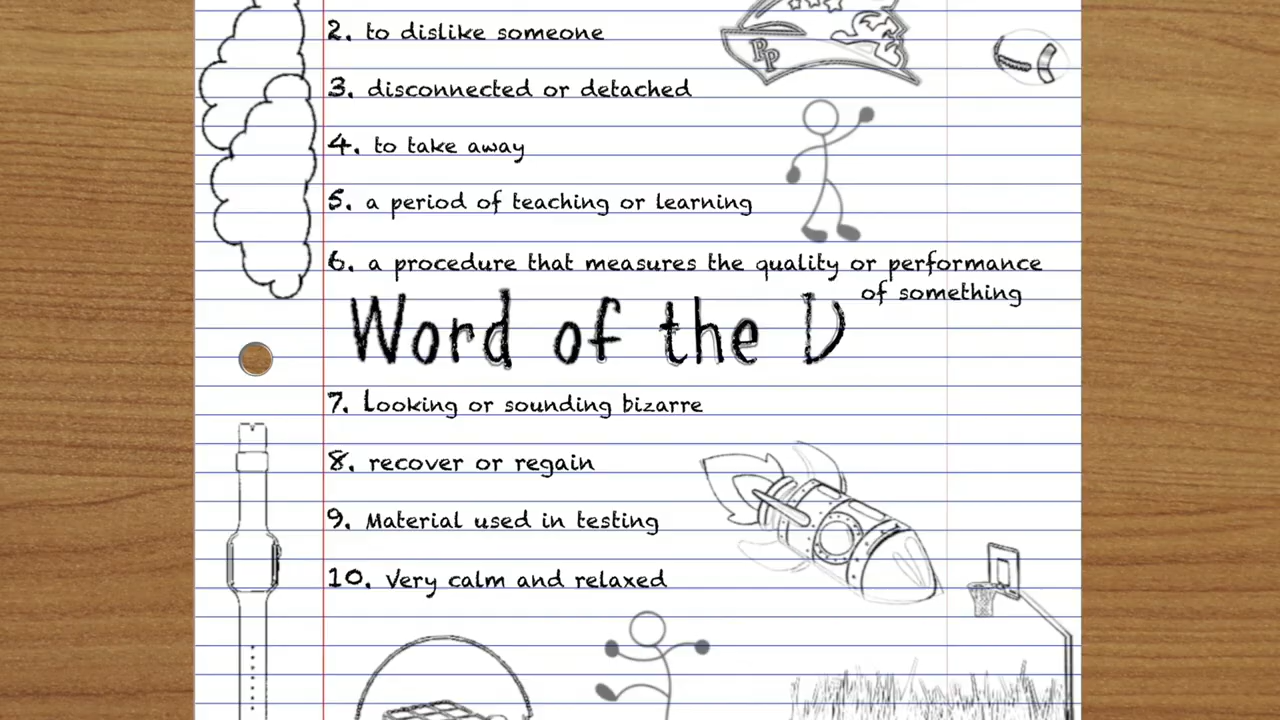 2. to dislike someone
PP
3. disconnected or detached
4. to take away
5. a period of teaching or learning
6. a procedure that measures the quality or performance
of something
Word of the D
7. Looking or sounding bizarre
8. recover or regain
9. Material used in testing
10. Very calm and relaxed